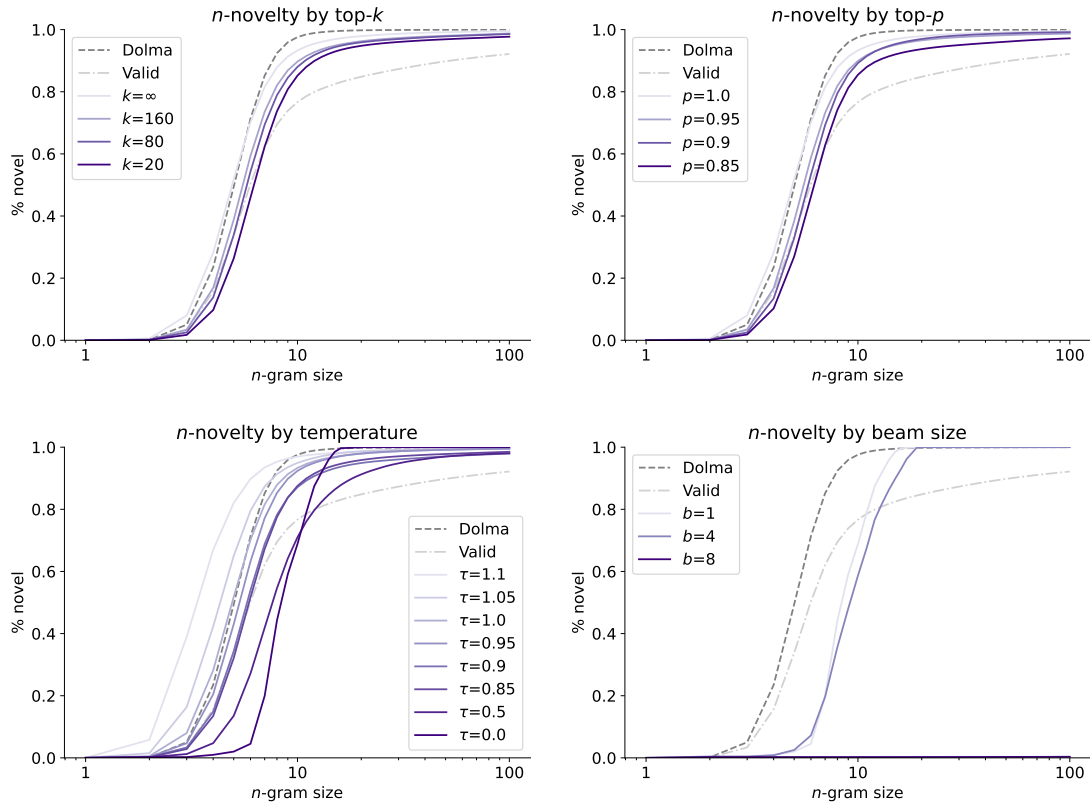 n-novelty by top-k
1.0
0.8
0.6
0.4
0.2
0.0
% novel
Dolma
Valid
k=∞
k=160
k=80
k=20
1
10
100
n-gram size
n-novelty by top-p
1.0
0.8
0.6
0.4
0.2
0.0
% novel
Dolma
Valid
p=1.0
p=0.95
p=0.9
p=0.85
1
10
100
n-gram size
n-novelty by temperature
1.0
0.8
0.6
0.4
0.2
0.0
% novel
Dolma
Valid
τ=1.1
τ=1.05
τ=1.0
τ=0.95
τ=0.9
τ=0.85
τ=0.5
τ=0.0
1
10
100
n-gram size
n-novelty by beam size
1.0
0.8
0.6
0.4
0.2
0.0
% novel
Dolma
Valid
b=1
b=4
b=8
1
10
100
n-gram size